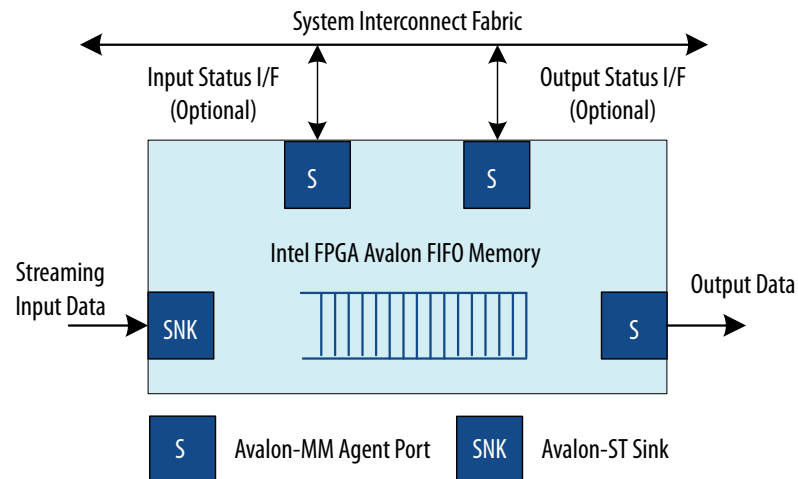 System Interconnect Fabric
Input Status I/F
(Optional)
Output Status I/F
(Optional)
S
S
Intel FPGA Avalon FIFO Memory
Streaming
Input Data
SNK
S
Output Data
S
Avalon-MM Agent Port
SNK
Avalon-ST Sink